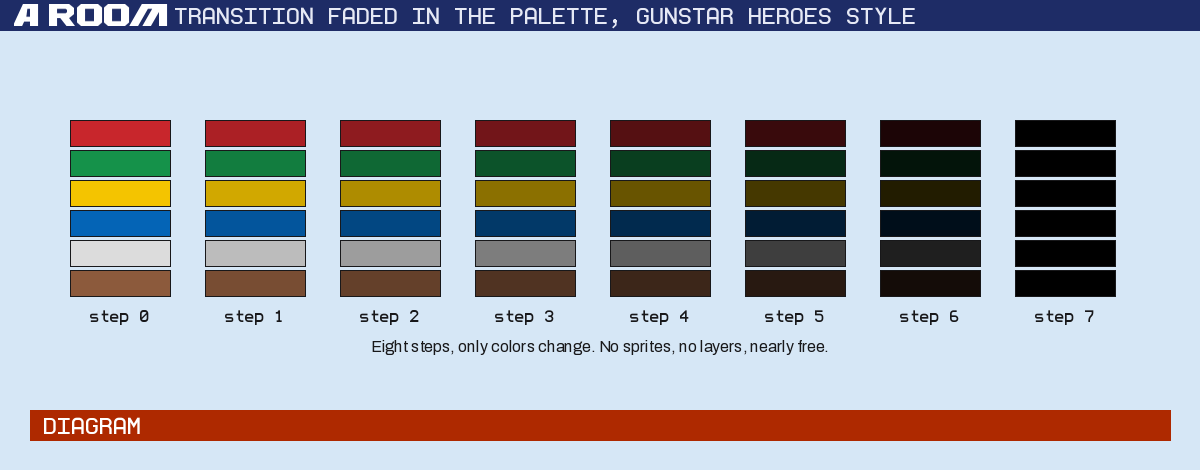 A ROOM TRANSITION FADED IN THE PALETTE, GUNSTAR HEROES STYLE
step 0 step 1 step 2 step 3 step 4 step 5 step 6 step 7
Eight steps, only colors change. No sprites, no layers, nearly free.
DIAGRAM